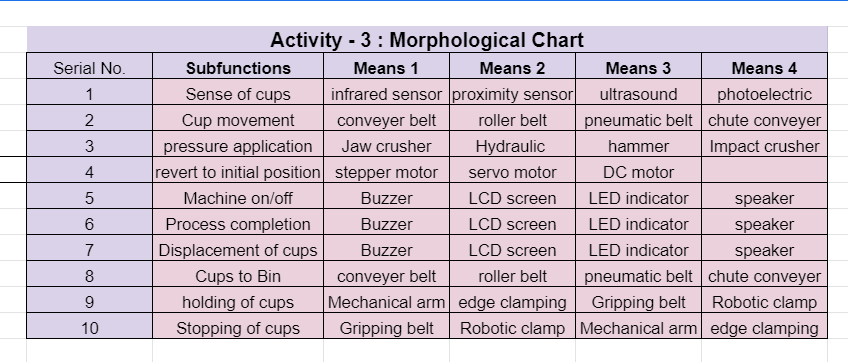 Activity - 3 : Morphological Chart
Serial No. Subfunctions Means 1 Means 2 Means 3 Means 4
1 Sense of cups infrared sensor proximity sensor ultrasound photoelectric
2 Cup movement conveyer belt roller belt pneumatic belt chute conveyer
3 pressure application Jaw crusher Hydraulic hammer Impact crusher
4 revert to initial position stepper motor servo motor DC motor
5 Machine on/off Buzzer LCD screen LED indicator speaker
6 Process completion Buzzer LCD screen LED indicator speaker
7 Displacement of cups Buzzer LCD screen LED indicator speaker
8 Cups to Bin conveyer belt roller belt pneumatic belt chute conveyer
9 holding of cups Mechanical arm edge clamping Gripping belt Robotic clamp
10 Stopping of cups Gripping belt Robotic clamp Mechanical arm edge clamping